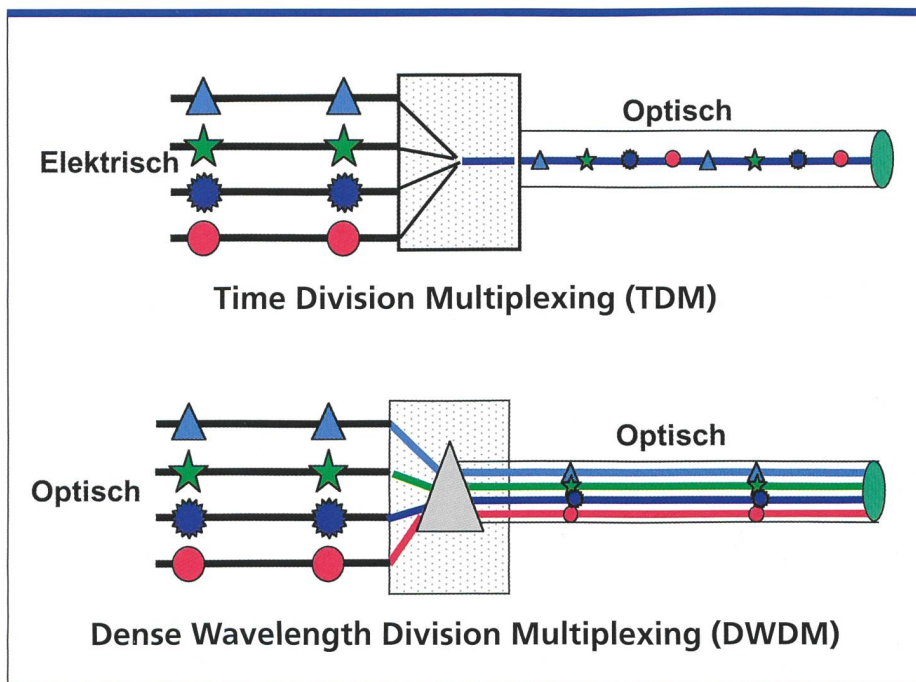 Optisch
Elektrisch
Time Division Multiplexing (TDM)
Optisch
Optisch
Dense Wavelength Division Multiplexing (DWDM)